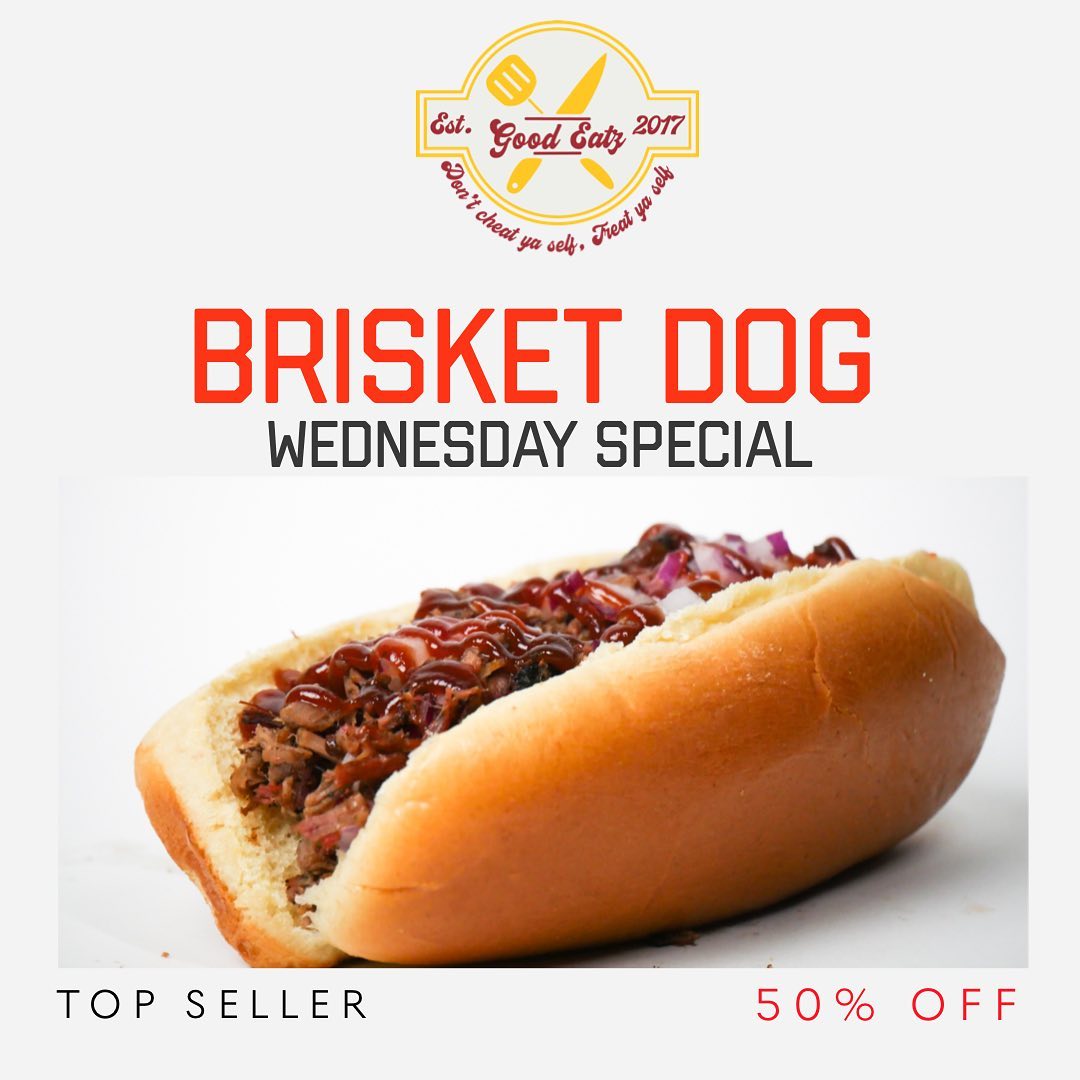 Est. Good Eatz 2017
Don't cheat ya self, Treat ya self
BRISKET DOG
WEDNESDAY SPECIAL
TOP SELLER
50% OFF